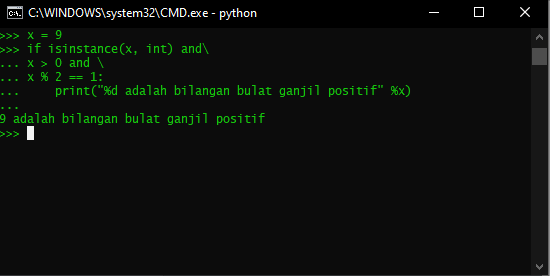 C:\WINDOWS\system32\CMD.exe - python
>>> x = 9
>>> if isinstance(x, int) and\
... x > 0 and \
... x % 2 == 1:
...     print("%d adalah bilangan bulat ganjil positif" %x)
...
9 adalah bilangan bulat ganjil positif
>>>